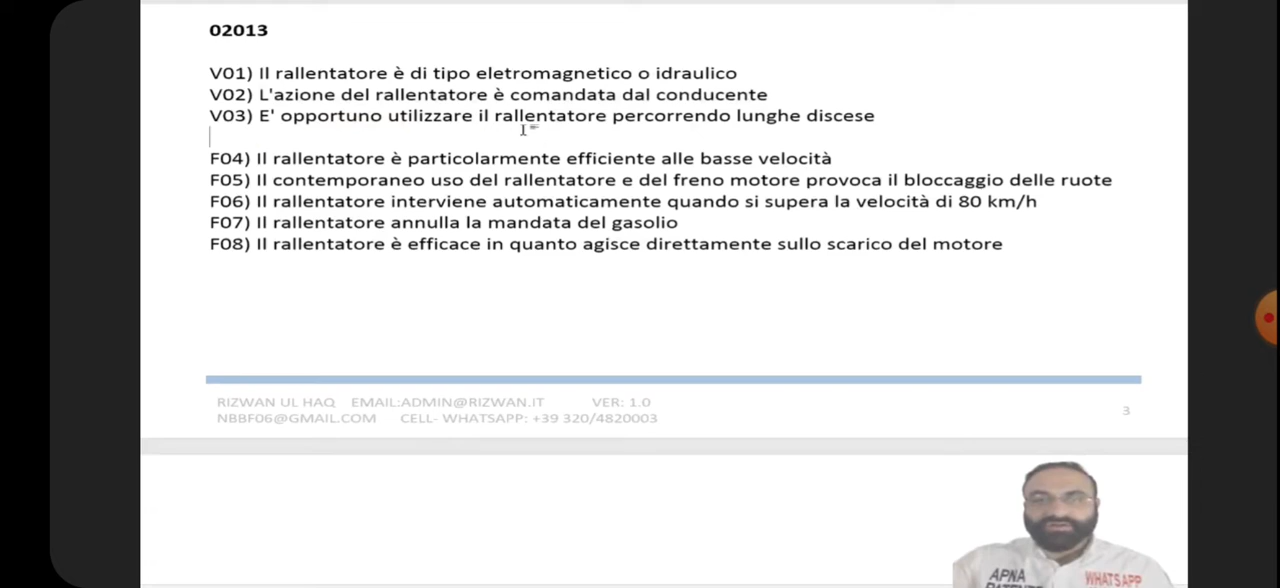 02013
V01) Il rallentatore è di tipo eletromagnetico o idraulico
V02) L'azione del rallentatore è comandata dal conducente
V03) E' opportuno utilizzare il rallentatore percorrendo lunghe discese
F04) Il rallentatore è particolarmente efficiente alle basse velocità
F05) Il contemporaneo uso del rallentatore e del freno motore provoca il bloccaggio delle ruote
F06) Il rallentatore interviene automaticamente quando si supera la velocità di 80 km/h
F07) Il rallentatore annulla la mandata del gasolio
F08) Il rallentatore è efficace in quanto agisce direttamente sullo scarico del motore
RIZWAN UL HAQ EMAIL:ADMIN@RIZWAN.IT VER: 1.0
NBBF06@GMAIL.COM CELL- WHATSAPP: +39 320/4820003
3
APNA WHATSAPP